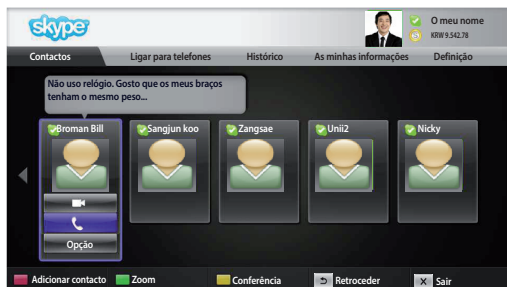 skype
O meu nome
KRW 9.542.78
Contactos Ligar para telefones Histórico As minhas informações Definição
Não uso relógio. Gosto que os meus braços
tenham o mesmo peso...
Broman Bill Sangjun koo Zangsae Unii2 Nicky
Opção
Adicionar contacto Zoom Conferência Retroceder X Sair